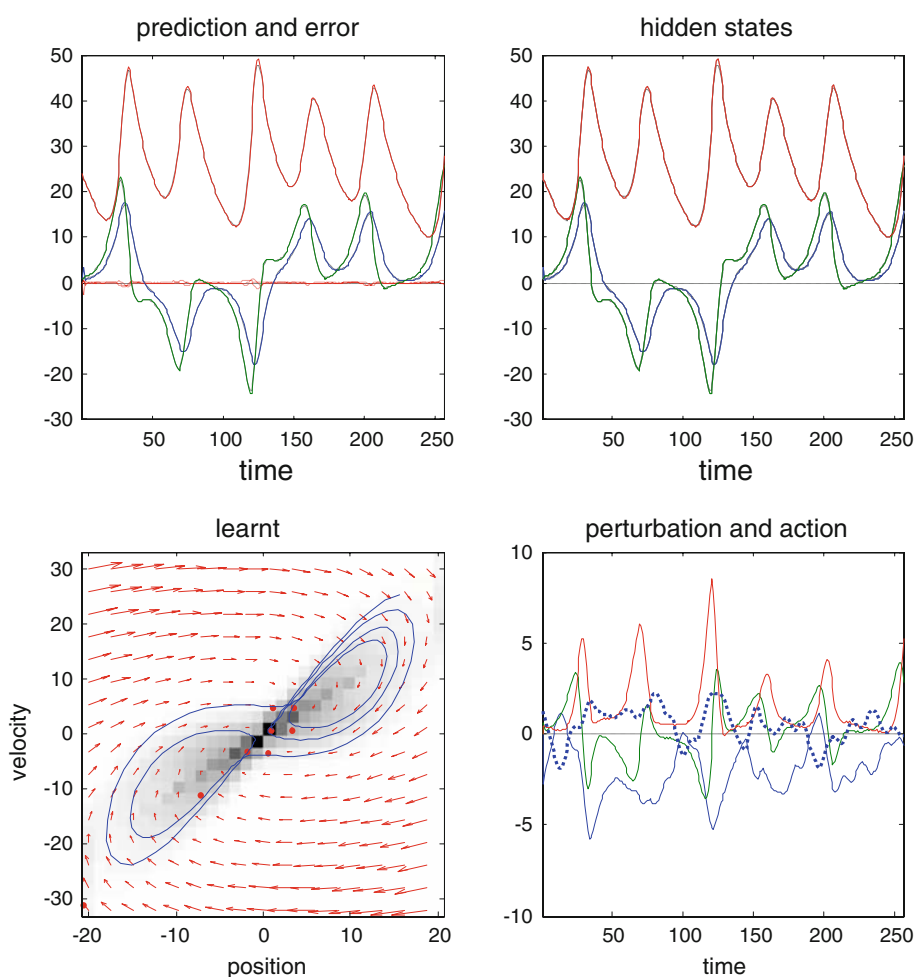 prediction and error
50
40
30
20
10
0
-10
-20
-30
50 100 150 200 250
time
hidden states
50
40
30
20
10
0
-10
-20
-30
50 100 150 200 250
time
learnt
velocity
30
20
10
0
-10
-20
-30
-20 -10 0 10 20
position
perturbation and action
10
5
0
-5
-10
50 100 150 200 250
time